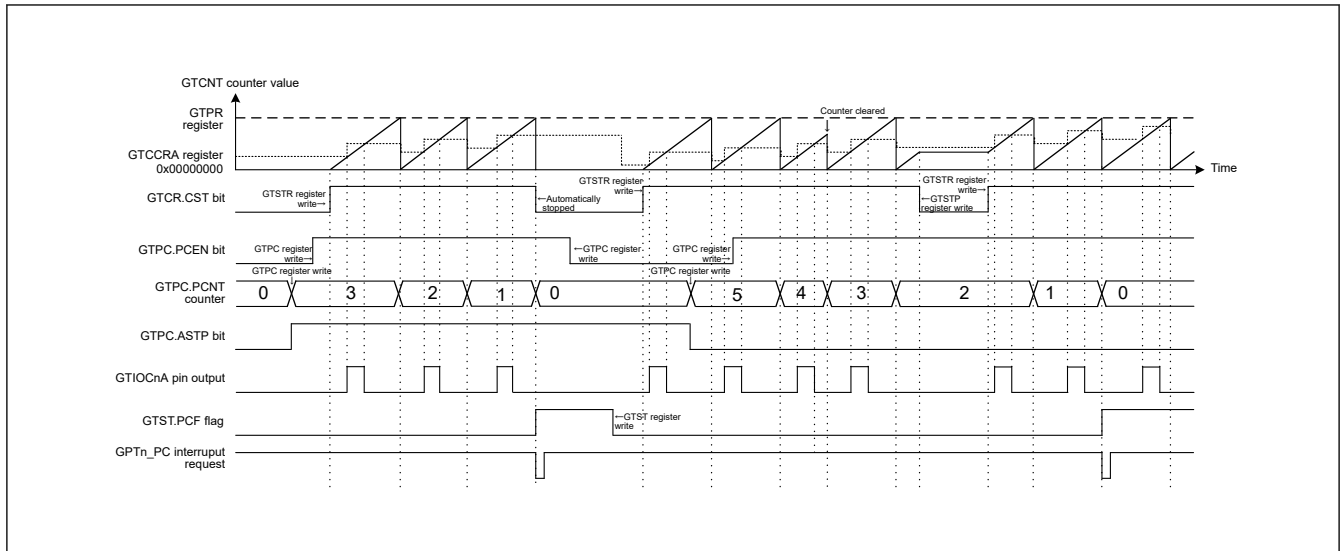 GTCNT counter value
GTPR
register
Counter cleared
GTCCRA register
0x00000000
Time
GTCR.CST bit
GTSTR register
write→
←Automatically
stopped
GTSTR register
write→
←GTSTP
register write
GTSTR register
write→
GTPC.PCEN bit
GTPC register
write→
←GTPC register
write
GTPC register
write→
GTPC register write
GTPC register write
GTPC.PCNT
counter
0 3 2 1 0 5 4 3 2 1 0
GTPC.ASTP bit
GTIOCnA pin output
GTST.PCF flag
←GTST register
write
GPTn_PC interruput
request